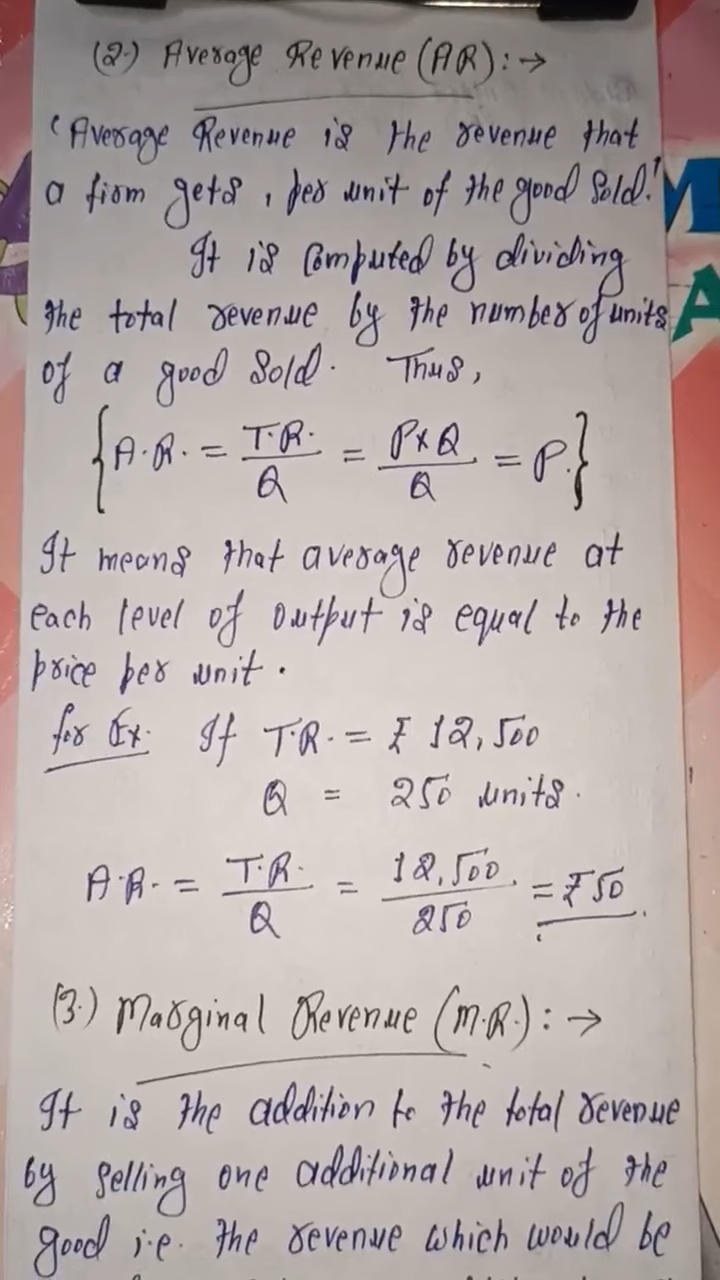 (2.) Average Revenue (AR) : →
'Average Revenue is the revenue that
a firm gets, per unit of the good Sold.'
It is Computed by dividing
the total revenue by the number of units
of a good Sold. Thus,
{A.R. = T.R./Q = P×Q/Q = P.}
It means that average revenue at
each level of output is equal to the
price per unit.
for Ex. If T.R. = ₹ 12,500
Q = 250 units.
A.R. = T.R./Q = 12,500/250 = ₹50
(3.) Marginal Revenue (M.R.) : →
It is the addition to the total revenue
by selling one additional unit of the
good i.e. the revenue which would be
M
A